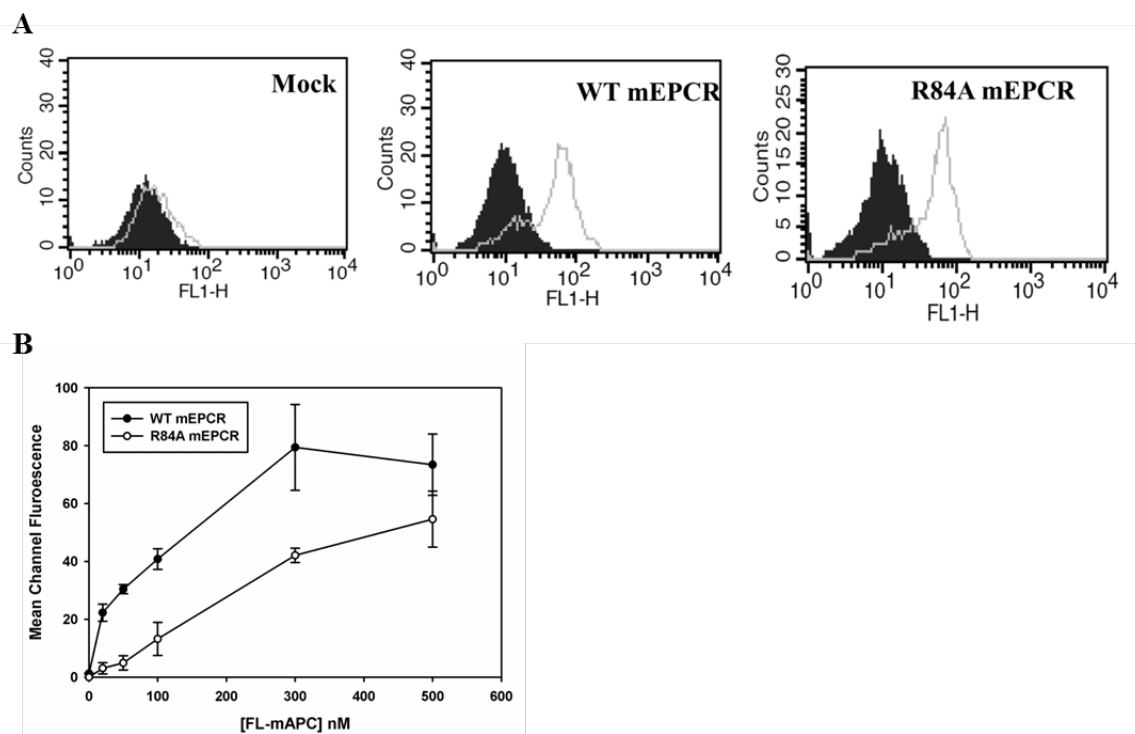 A
Mock
WT mEPCR
R84A mEPCR
40
30
20
10
0
Counts
10^0 10^1 10^2 10^3 10^4
FL1-H
40
30
20
10
0
Counts
10^0 10^1 10^2 10^3 10^4
FL1-H
30
25
20
15
10
5
0
Counts
10^0 10^1 10^2 10^3 10^4
FL1-H
B
100
80
60
40
20
0
Mean Channel Fluroescence
WT mEPCR
R84A mEPCR
0 100 200 300 400 500 600
[FL-mAPC] nM